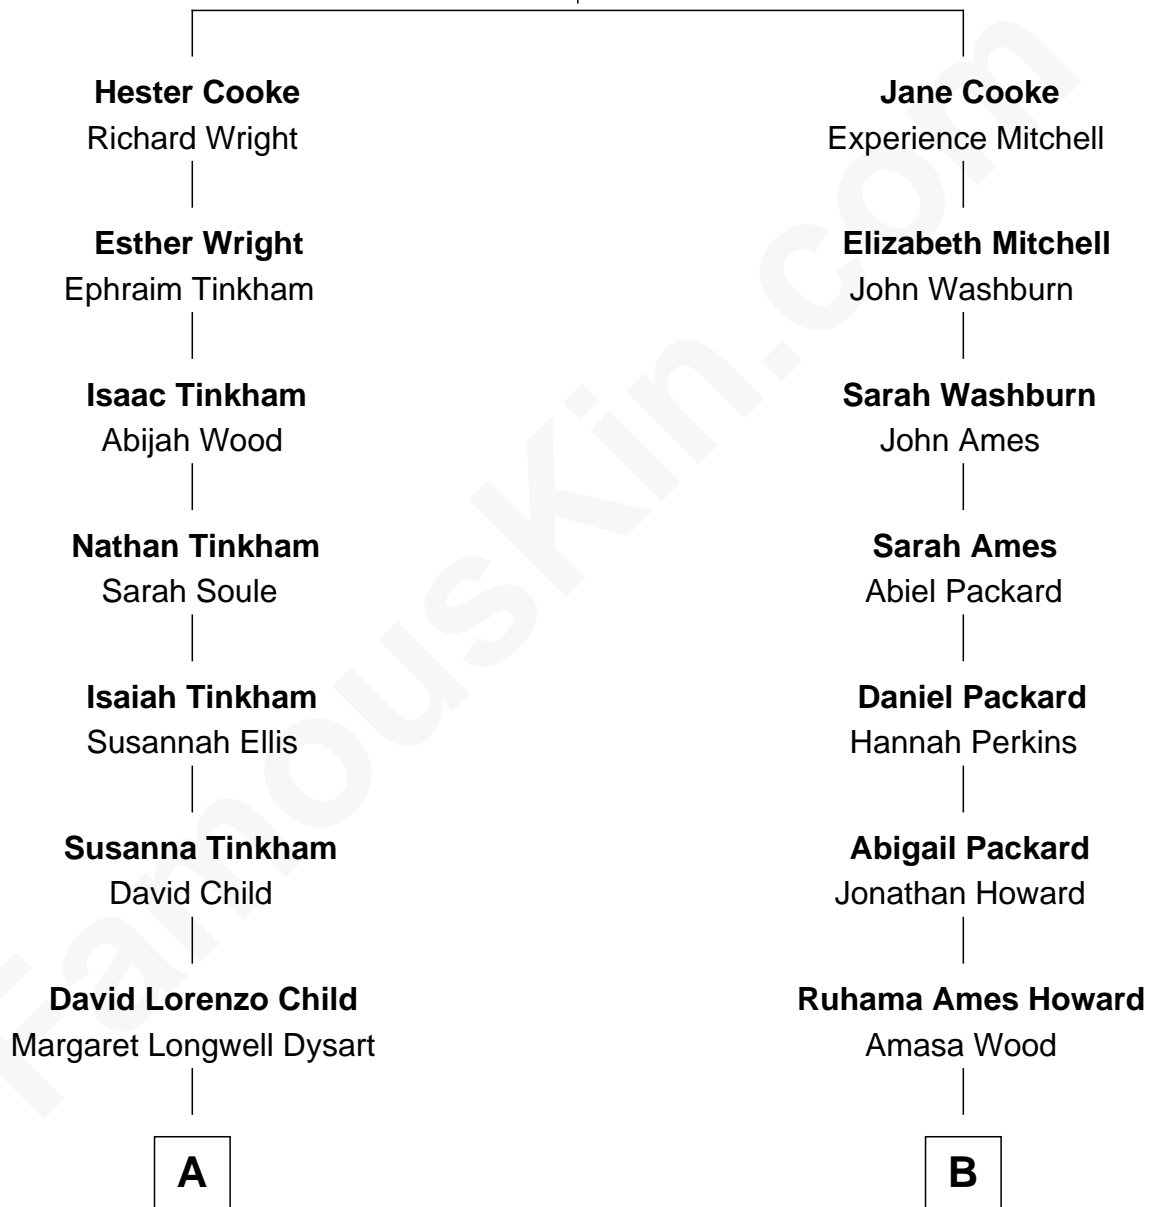 Hester Cooke
Richard Wright
Esther Wright
Ephraim Tinkham
Isaac Tinkham
Abijah Wood
Nathan Tinkham
Sarah Soule
Isaiah Tinkham
Susannah Ellis
Susanna Tinkham
David Child
David Lorenzo Child
Margaret Longwell Dysart
A
Jane Cooke
Experience Mitchell
Elizabeth Mitchell
John Washburn
Sarah Washburn
John Ames
Sarah Ames
Abiel Packard
Daniel Packard
Hannah Perkins
Abigail Packard
Jonathan Howard
Ruhama Ames Howard
Amasa Wood
B
FamousKin.com